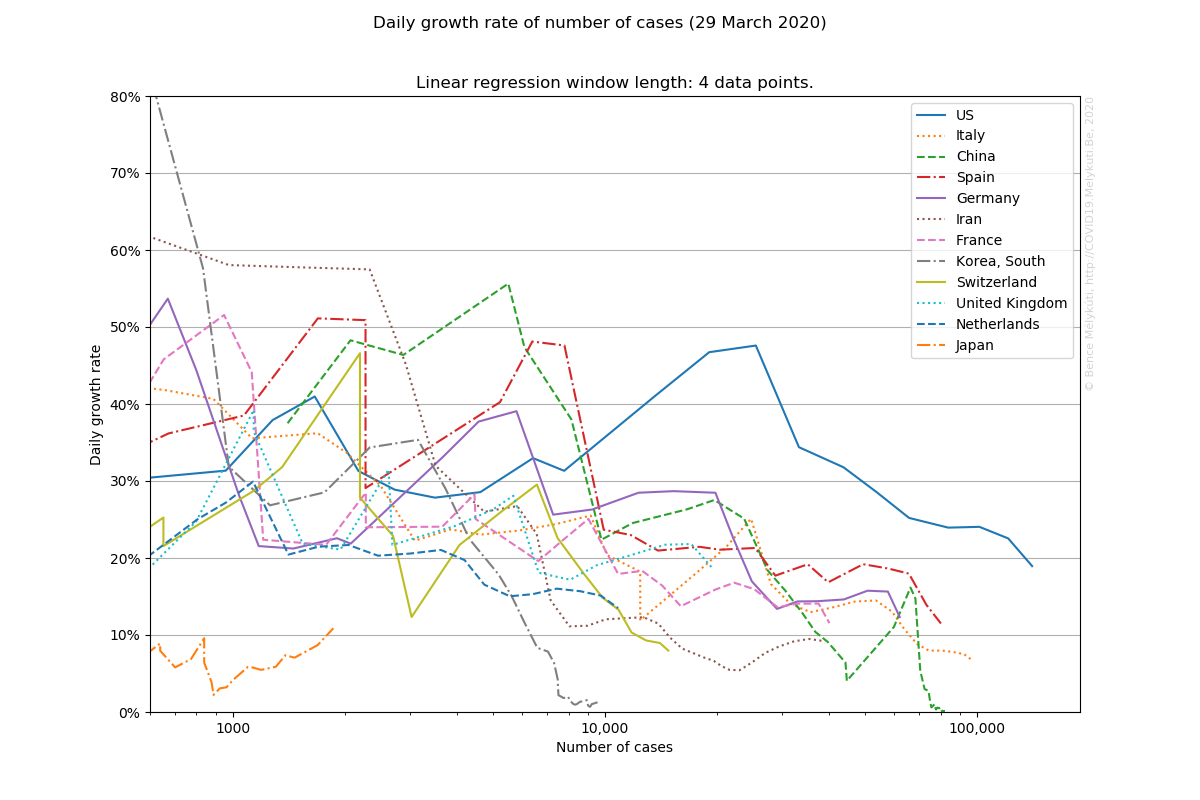 Daily growth rate of number of cases (29 March 2020)
Linear regression window length: 4 data points.
80%
70%
60%
50%
40%
30%
20%
10%
0%
Daily growth rate
1000
10,000
100,000
Number of cases
US
Italy
China
Spain
Germany
Iran
France
Korea, South
Switzerland
United Kingdom
Netherlands
Japan
© Bence Mélykúti, http://COVID19.Melykuti.Be, 2020